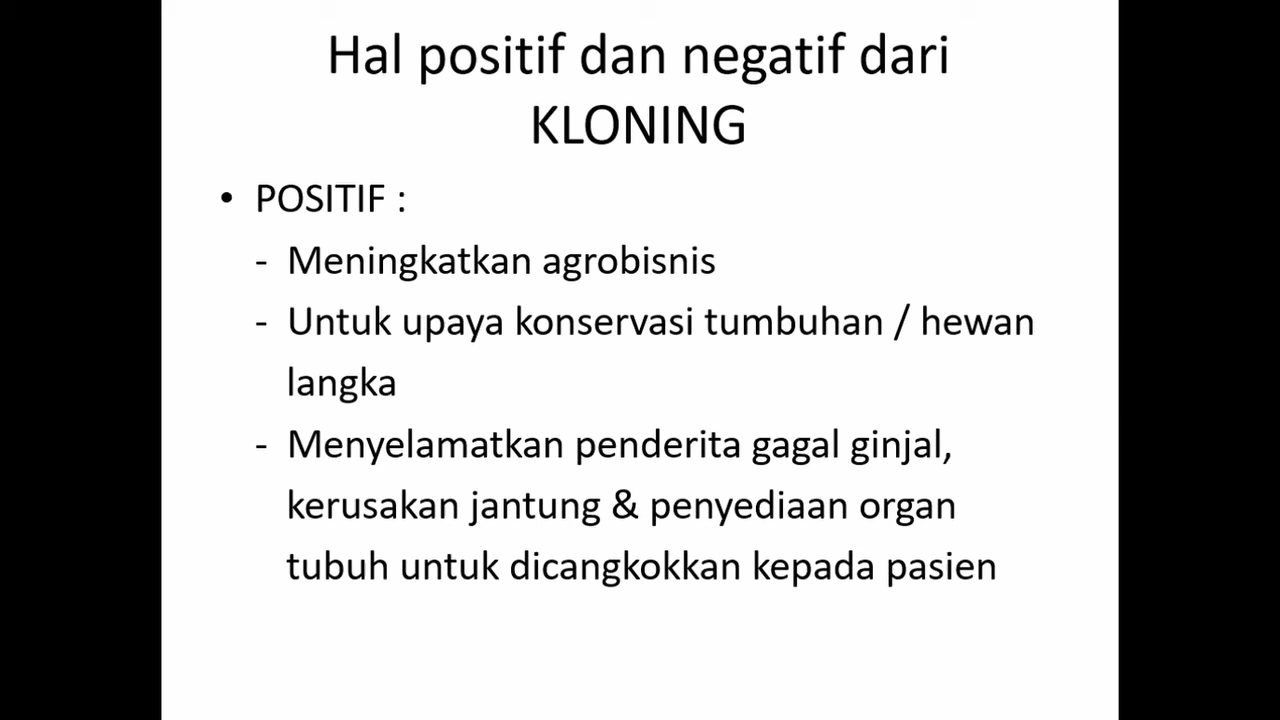 Hal positif dan negatif dari
KLONING
• POSITIF :
- Meningkatkan agrobisnis
- Untuk upaya konservasi tumbuhan / hewan
langka
- Menyelamatkan penderita gagal ginjal,
kerusakan jantung & penyediaan organ
tubuh untuk dicangkokkan kepada pasien